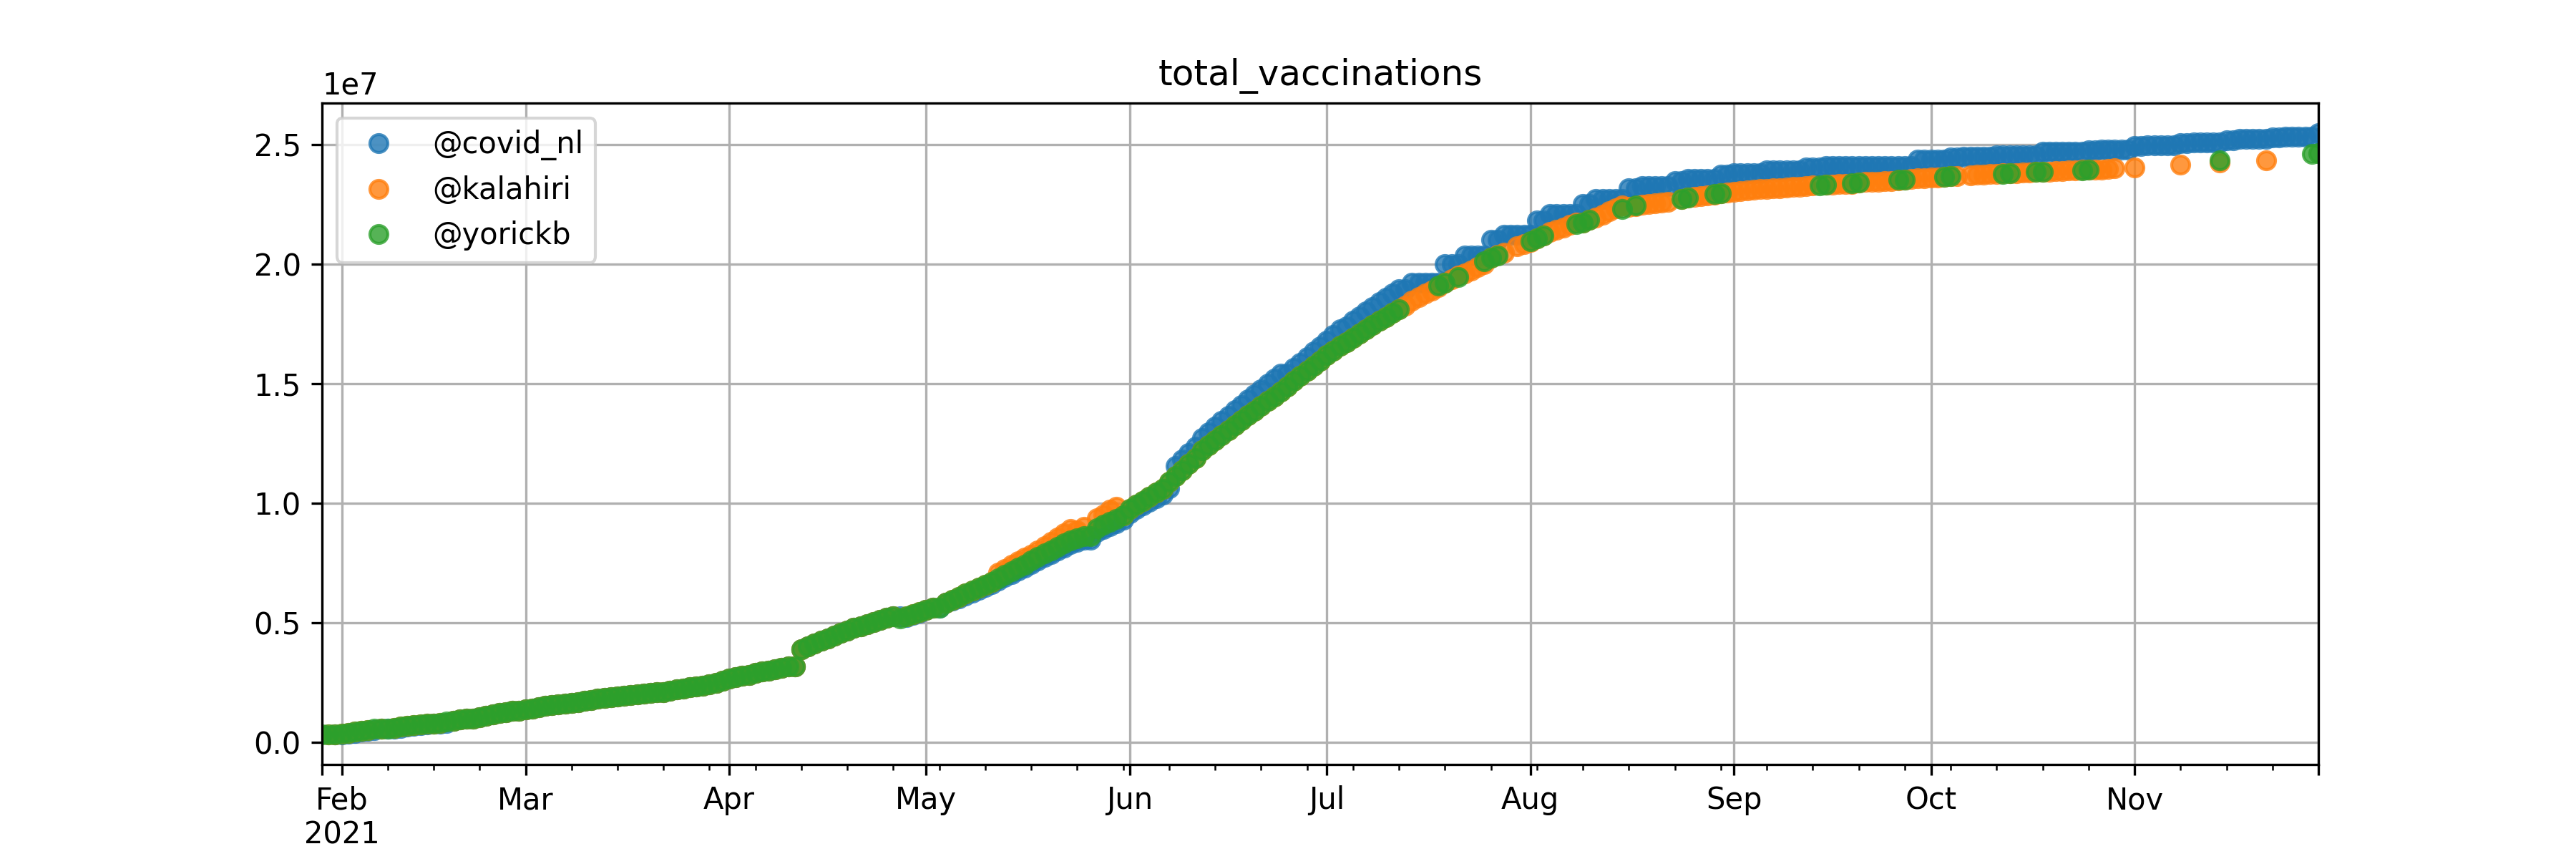 total_vaccinations
1e7
2.5
2.0
1.5
1.0
0.5
0.0
@covid_nl
@kalahiri
@yorickb
Feb Mar Apr May Jun Jul Aug Sep Oct Nov
2021